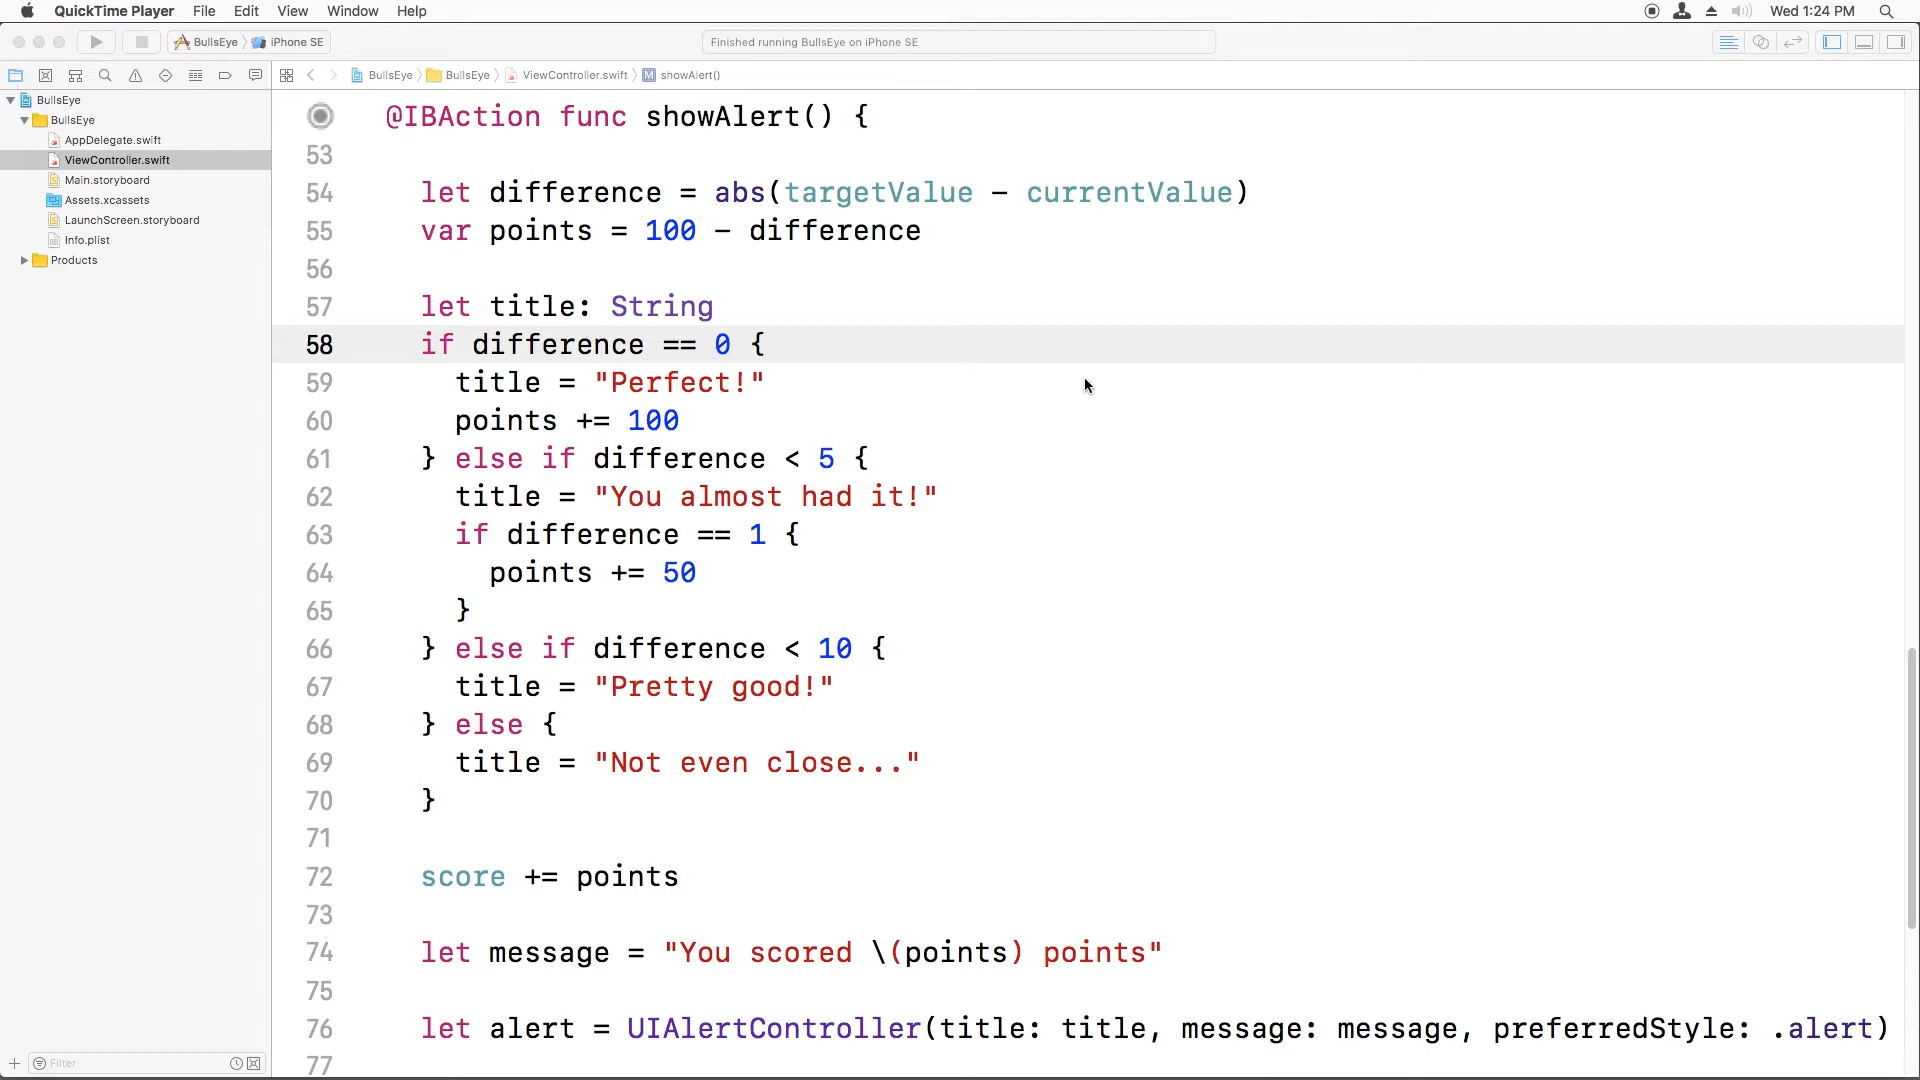 QuickTime Player File Edit View Window Help Wed 1:24 PM
BullsEye iPhone SE Finished running BullsEye on iPhone SE
BullsEye BullsEye ViewController.swift M showAlert()
BullsEye
BullsEye
AppDelegate.swift
ViewController.swift
Main.storyboard
Assets.xcassets
LaunchScreen.storyboard
Info.plist
Products
Filter
@IBAction func showAlert() {
53
54 let difference = abs(targetValue - currentValue)
55 var points = 100 - difference
56
57 let title: String
58 if difference == 0 {
59 title = "Perfect!"
60 points += 100
61 } else if difference < 5 {
62 title = "You almost had it!"
63 if difference == 1 {
64 points += 50
65 }
66 } else if difference < 10 {
67 title = "Pretty good!"
68 } else {
69 title = "Not even close..."
70 }
71
72 score += points
73
74 let message = "You scored \(points) points"
75
76 let alert = UIAlertController(title: title, message: message, preferredStyle: .alert)
77